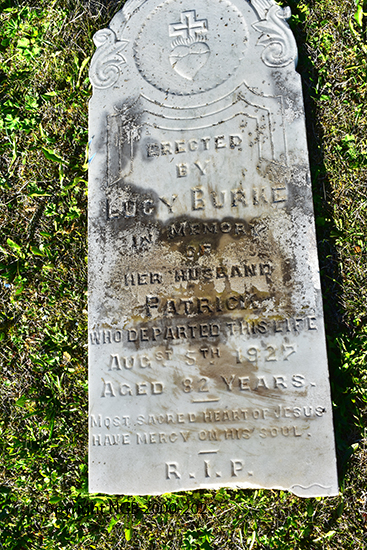 ERECTED
BY
LUCY BURKE
IN MEMORY
OF
HER HUSBAND
PATRICK
WHO DEPARTED THIS LIFE
AUGST 5TH 1927
AGED 82 YEARS.
MOST SACRED HEART OF JESUS
HAVE MERCY ON HIS SOUL.
R.I.P.